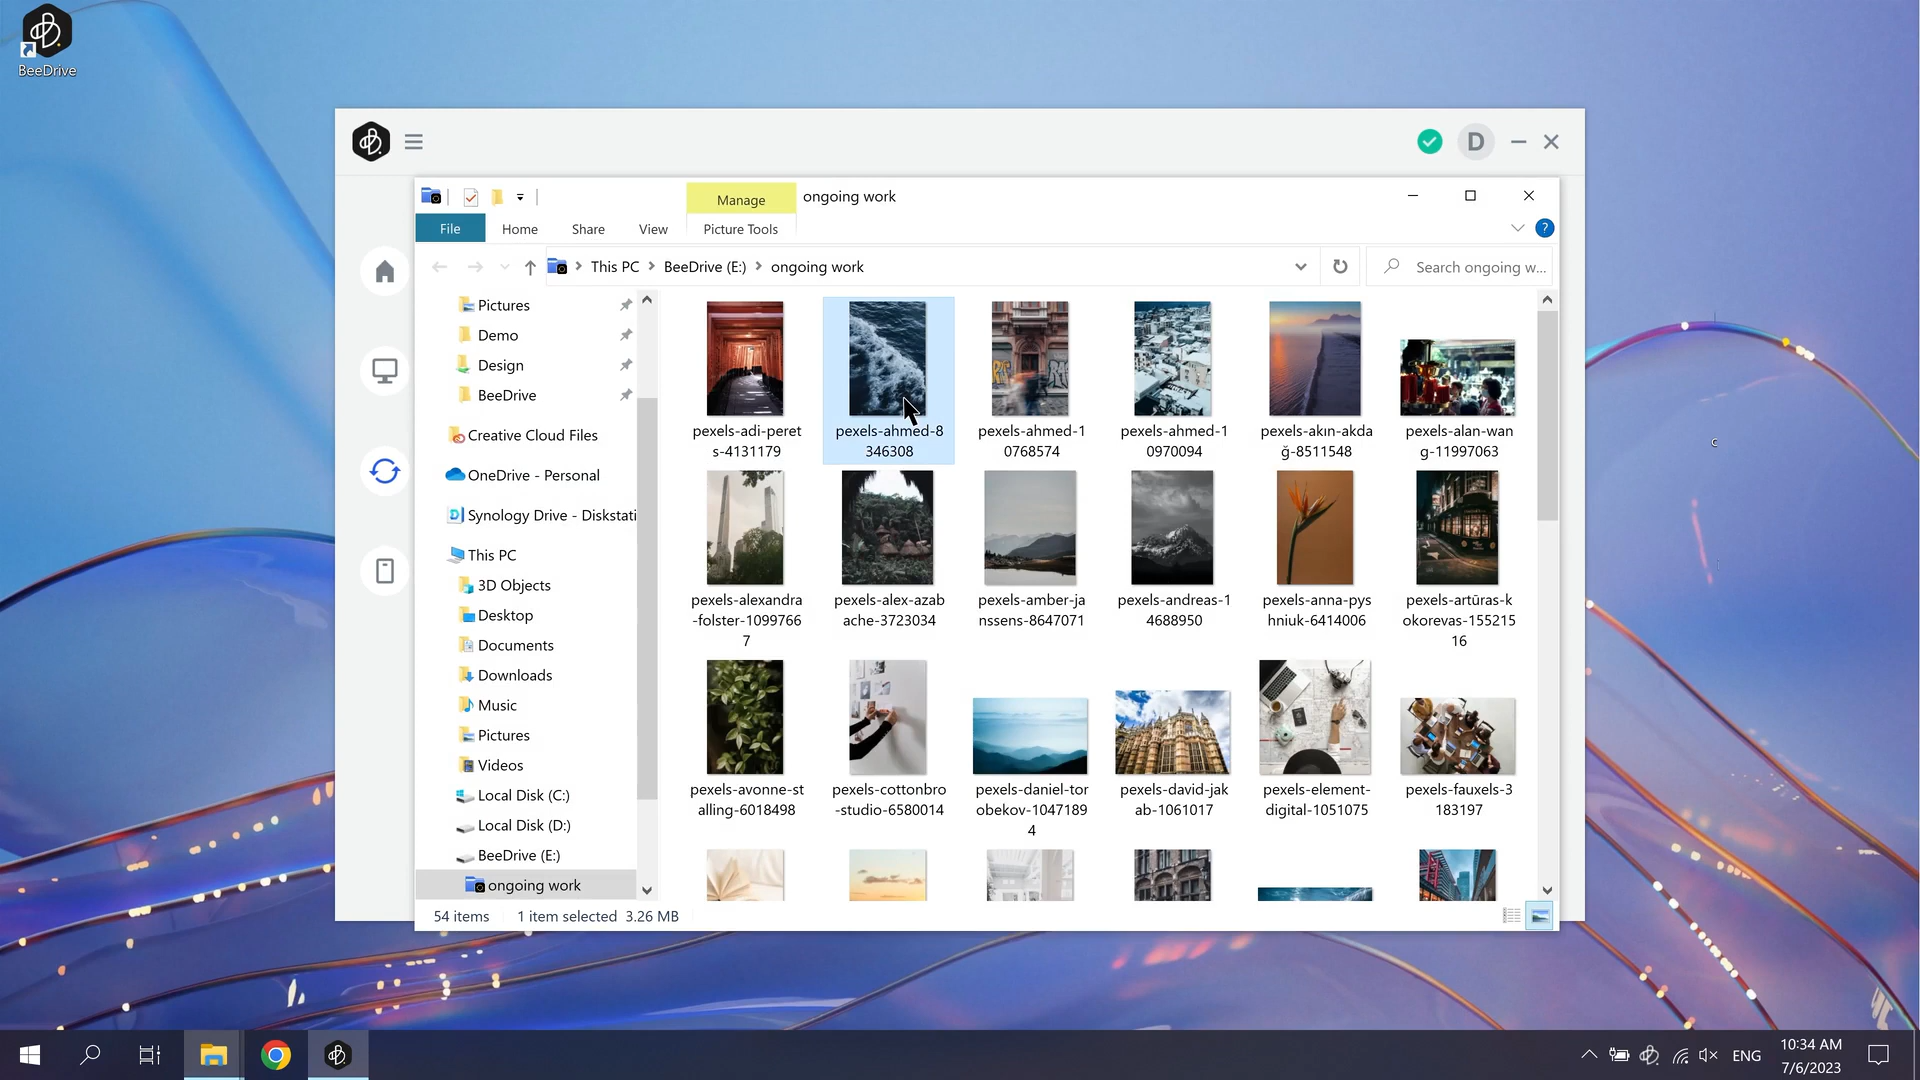 BeeDrive
D
Manage
ongoing work
File
Home
Share
View
Picture Tools
?
This PC
BeeDrive (E:)
ongoing work
Search ongoing w...
Pictures
Demo
Design
BeeDrive
Creative Cloud Files
OneDrive - Personal
Synology Drive - Diskstati
This PC
3D Objects
Desktop
Documents
Downloads
Music
Pictures
Videos
Local Disk (C:)
Local Disk (D:)
BeeDrive (E:)
ongoing work
pexels-adi-peret
s-4131179
pexels-ahmed-8
346308
pexels-ahmed-1
0768574
pexels-ahmed-1
0970094
pexels-akın-akda
ğ-8511548
pexels-alan-wan
g-11997063
pexels-alexandra
-folster-1099766
7
pexels-alex-azab
ache-3723034
pexels-amber-ja
nssens-8647071
pexels-andreas-1
4688950
pexels-anna-pys
hniuk-6414006
pexels-artūras-k
okorevas-155215
16
pexels-avonne-st
alling-6018498
pexels-cottonbro
-studio-6580014
pexels-daniel-tor
obekov-1047189
4
pexels-david-jak
ab-1061017
pexels-element-
digital-1051075
pexels-fauxels-3
183197
54 items
1 item selected 3.26 MB
ENG
10:34 AM
7/6/2023